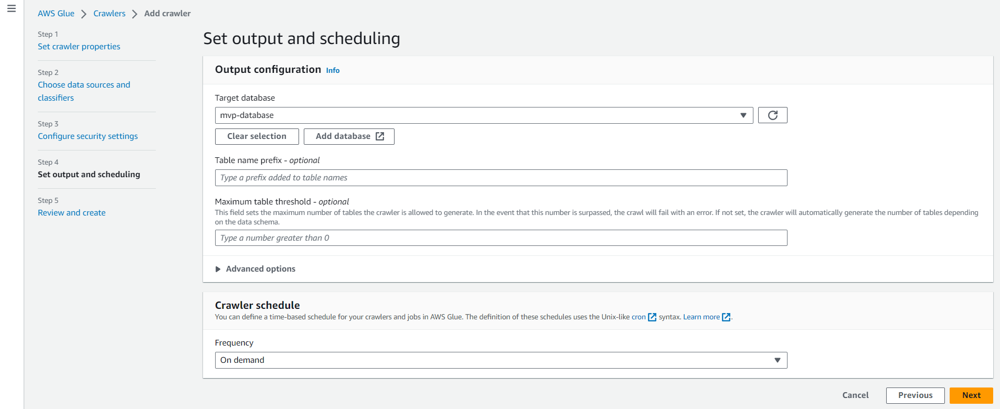 AWS Glue > Crawlers > Add crawler
Step 1
Set crawler properties
Step 2
Choose data sources and
classifiers
Step 3
Configure security settings
Step 4
Set output and scheduling
Step 5
Review and create
Set output and scheduling
Output configuration Info
Target database
mvp-database
Clear selection Add database
Table name prefix - optional
Type a prefix added to table names
Maximum table threshold - optional
This field sets the maximum number of tables the crawler is allowed to generate. In the event that this number is surpassed, the crawl will fail with an error. If not set, the crawler will automatically generate the number of tables depending
on the data schema.
Type a number greater than 0
Advanced options
Crawler schedule
You can define a time-based schedule for your crawlers and jobs in AWS Glue. The definition of these schedules uses the Unix-like cron syntax. Learn more .
Frequency
On demand
Cancel Previous Next